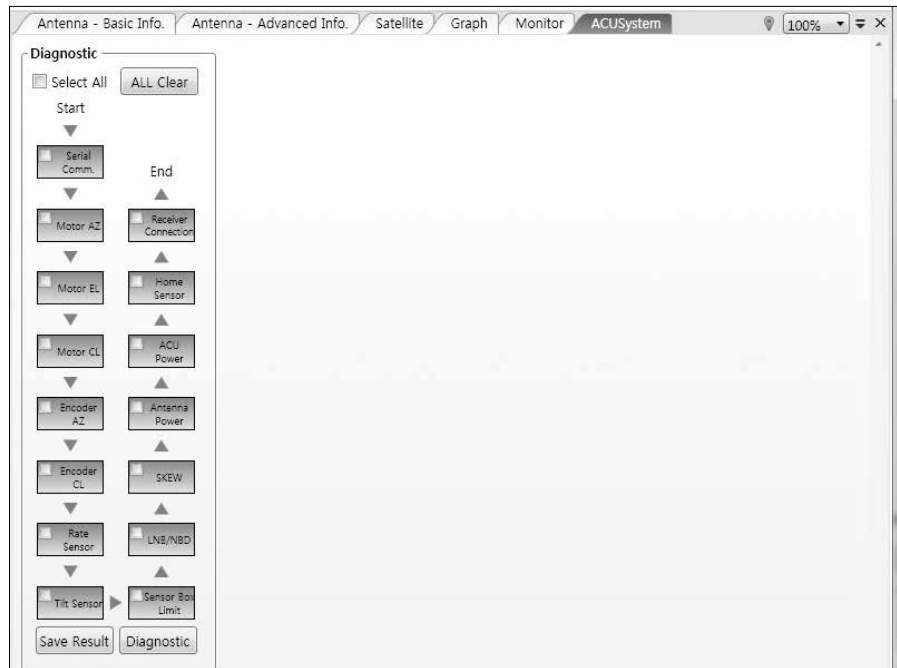 Antenna - Basic Info. Antenna - Advanced Info. Satellite Graph Monitor ACUSystem 100%
Diagnostic
Select All ALL Clear
Start
Serial
Comm.
End
Motor AZ
Receiver
Connection
Motor EL
Home
Sensor
Motor CL
ACU
Power
Encoder
AZ
Antenna
Power
Encoder
CL
SKEW
Rate
Sensor
LNB/NBD
Tilt Sensor
Sensor Box
Limit
Save Result Diagnostic